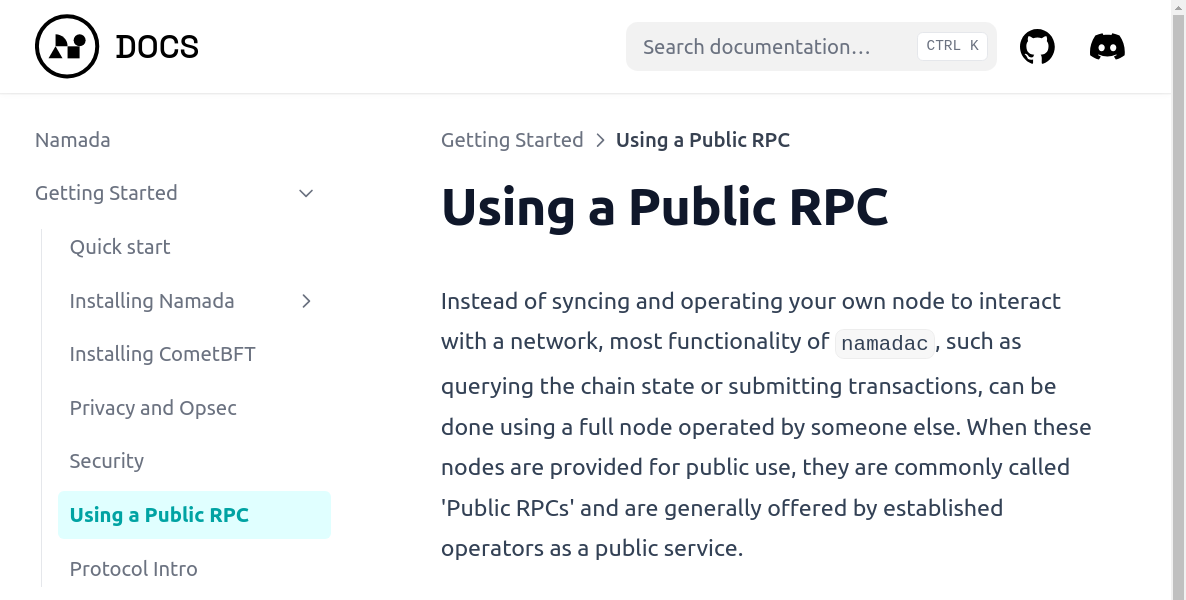 DOCS
Search documentation…
CTRL K
Namada
Getting Started
Quick start
Installing Namada
Installing CometBFT
Privacy and Opsec
Security
Using a Public RPC
Protocol Intro
Getting Started > Using a Public RPC
Using a Public RPC
Instead of syncing and operating your own node to interact
with a network, most functionality of namadac, such as
querying the chain state or submitting transactions, can be
done using a full node operated by someone else. When these
nodes are provided for public use, they are commonly called
'Public RPCs' and are generally offered by established
operators as a public service.